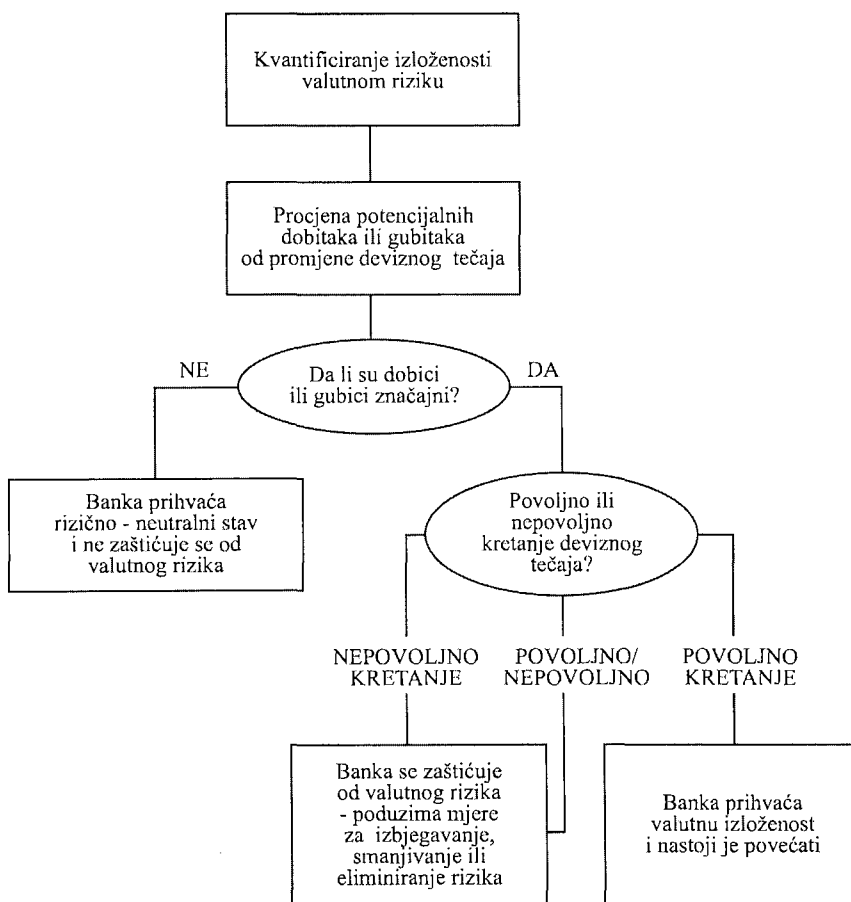 Kvantificiranje izloženosti
valutnom riziku
Procjena potencijalnih
dobitaka ili gubitaka
od promjene deviznog tečaja
NE
Da li su dobici
ili gubici značajni?
DA
Banka prihvaća
rizično - neutralni stav
i ne zaštićuje se od
valutnog rizika
Povoljno ili
nepovoljno
kretanje deviznog
tečaja?
NEPOVOLJNO
KRETANJE
POVOLJNO/
NEPOVOLJNO
POVOLJNO
KRETANJE
Banka se zaštićuje
od valutnog rizika
- poduzima mjere
za izbjegavanje,
smanjivanje ili
eliminiranje rizika
Banka prihvaća
valutnu izloženost
i nastoji je povećati